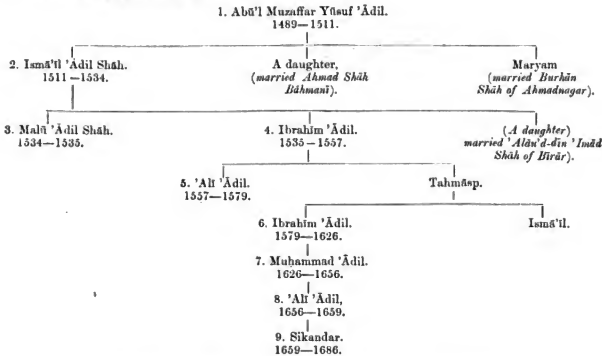 1. Abū'l Muzaffar Yūsuf 'Ādil.
1489—1511.
2. Ismā'īl 'Ādil Shāh.
1511—1534.
A daughter,
(married Ahmad Shāh
Bāhmanī).
Maryam
(married Burhān
Shāh of Ahmadnagar).
3. Malū 'Ādil Shāh.
1534—1535.
4. Ibrahīm 'Ādil.
1535—1557.
(A daughter)
married 'Alāu'd-dīn 'Imād
Shāh of Birār).
5. 'Alī 'Ādil.
1557—1579.
Tahmāsp.
6. Ibrahīm 'Ādil.
1579—1626.
Ismā'īl.
7. Muḥammad 'Ādil.
1626—1656.
8. 'Alī 'Ādil,
1656—1659.
9. Sikandar.
1659—1686.